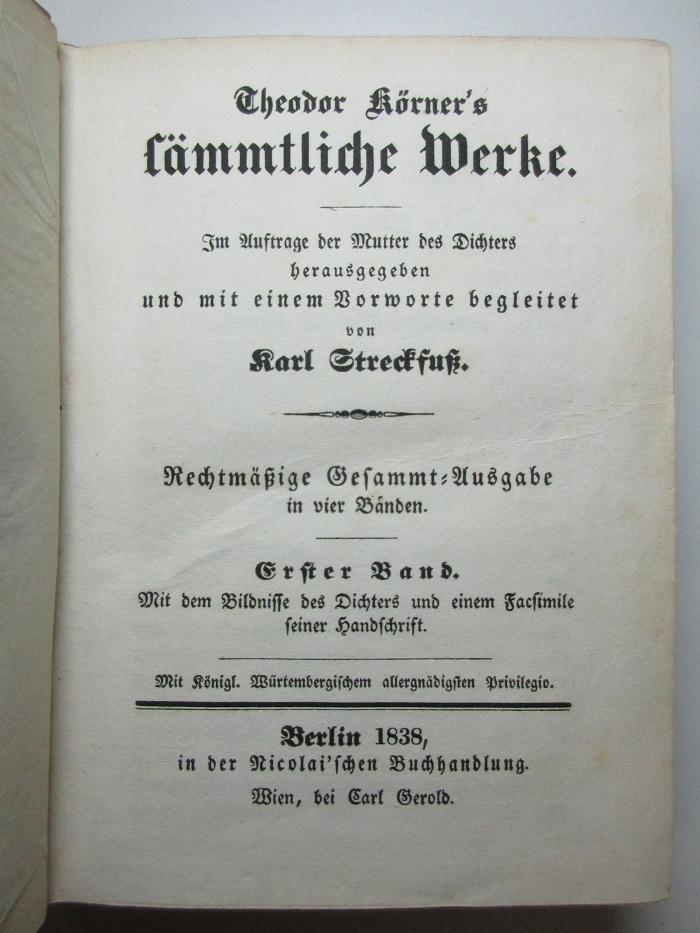 Theodor Körner's
sämmtliche Werke.
Im Auftrage der Mutter des Dichters
herausgegeben
und mit einem Vorworte begleitet
von
Karl Streckfuß.
Rechtmäßige Gesammt-Ausgabe
in vier Bänden.
Erster Band.
Mit dem Bildnisse des Dichters und einem Facsimile
seiner Handschrift.
Mit Königl. Würtembergischem allergnädigsten Privilegio.
Berlin 1838,
in der Nicolai'schen Buchhandlung.
Wien, bei Carl Gerold.